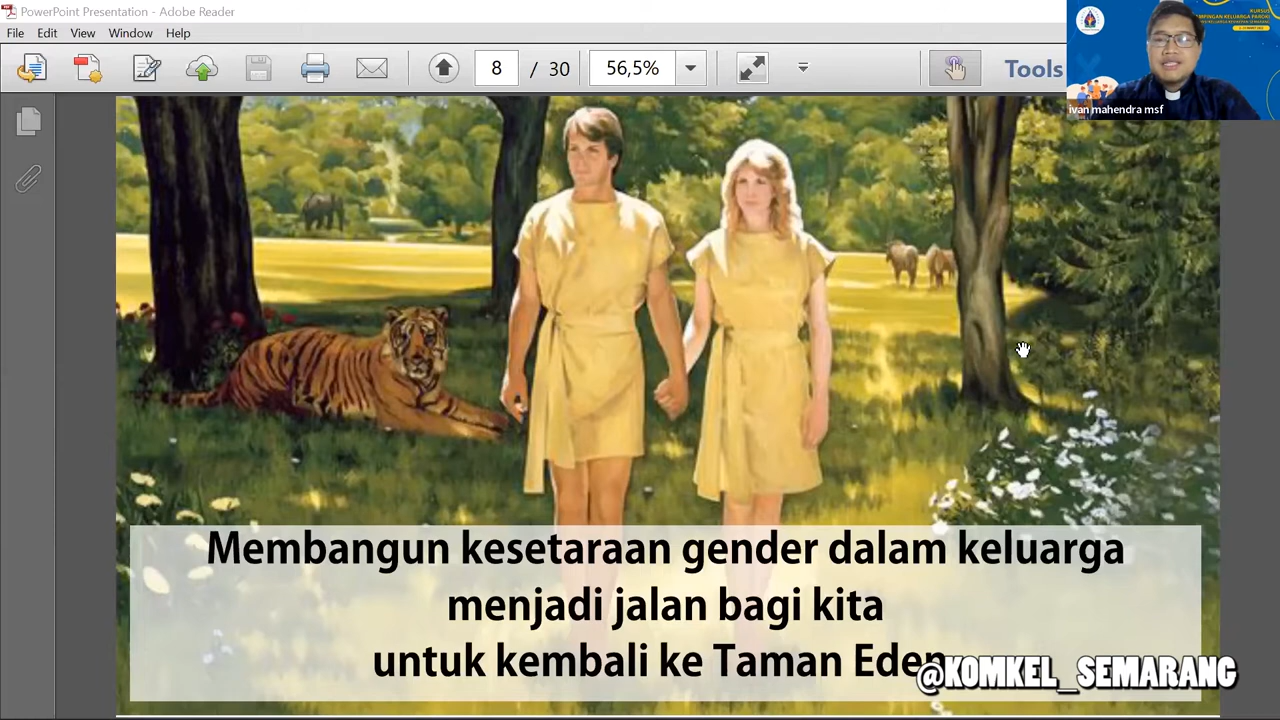 PowerPoint Presentation - Adobe Reader
File Edit View Window Help
8 / 30 56,5% Tools
KURSUS
ivan mahendra msf
Membangun kesetaraan gender dalam keluarga
menjadi jalan bagi kita
untuk kembali ke Taman Eden
@KOMKEL_SEMARANG